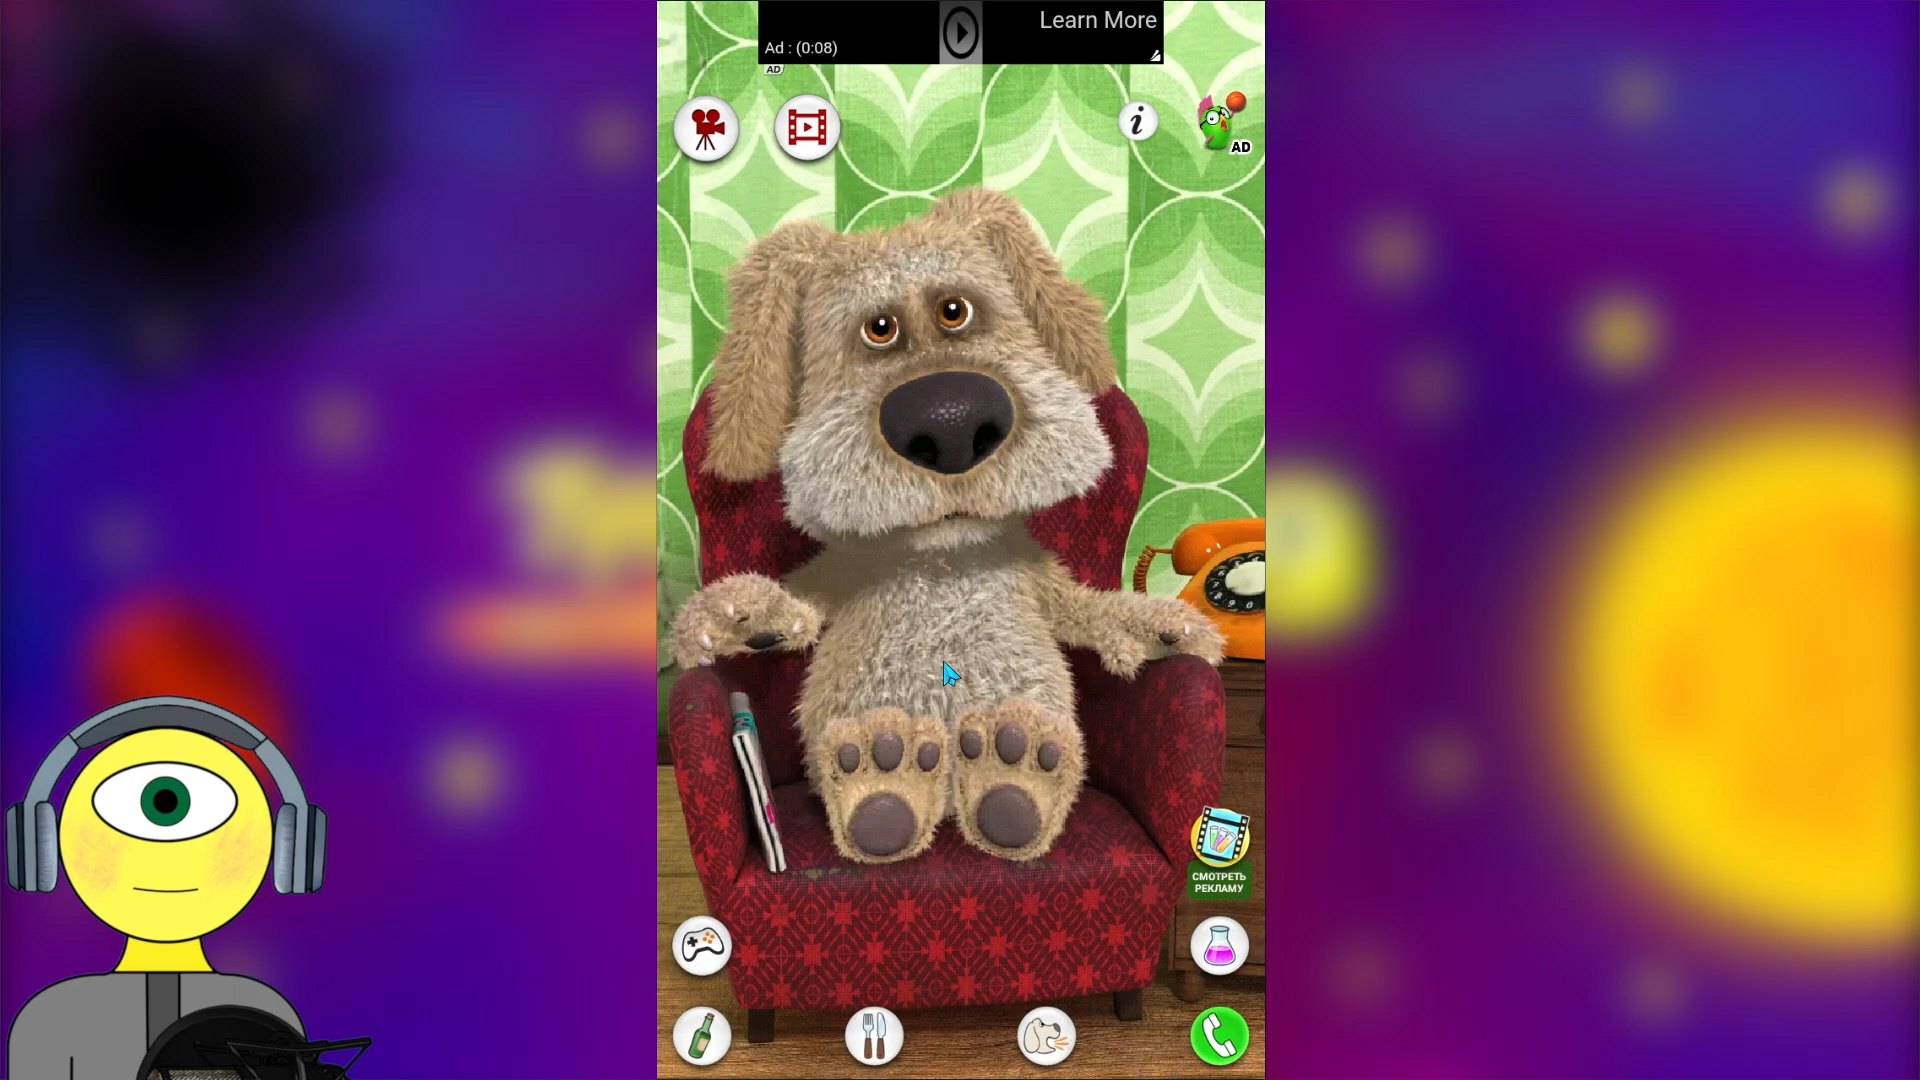 Learn More
Ad : (0:08)
AD
i
AD
СМОТРЕТЬ
РЕКЛАМУ